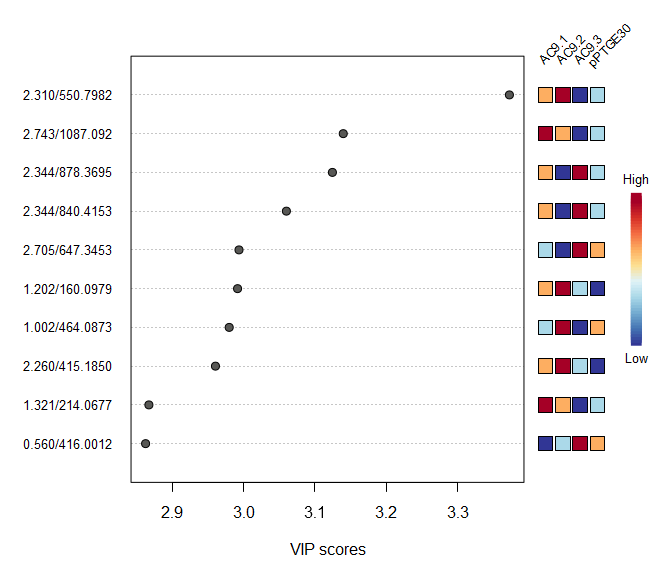 AC9.1
AC9.2
AC9.3
pPTGE30
2.310/550.7982
2.743/1087.092
2.344/878.3695
2.344/840.4153
2.705/647.3453
1.202/160.0979
1.002/464.0873
2.260/415.1850
1.321/214.0677
0.560/416.0012
High
Low
2.9 3.0 3.1 3.2 3.3
VIP scores